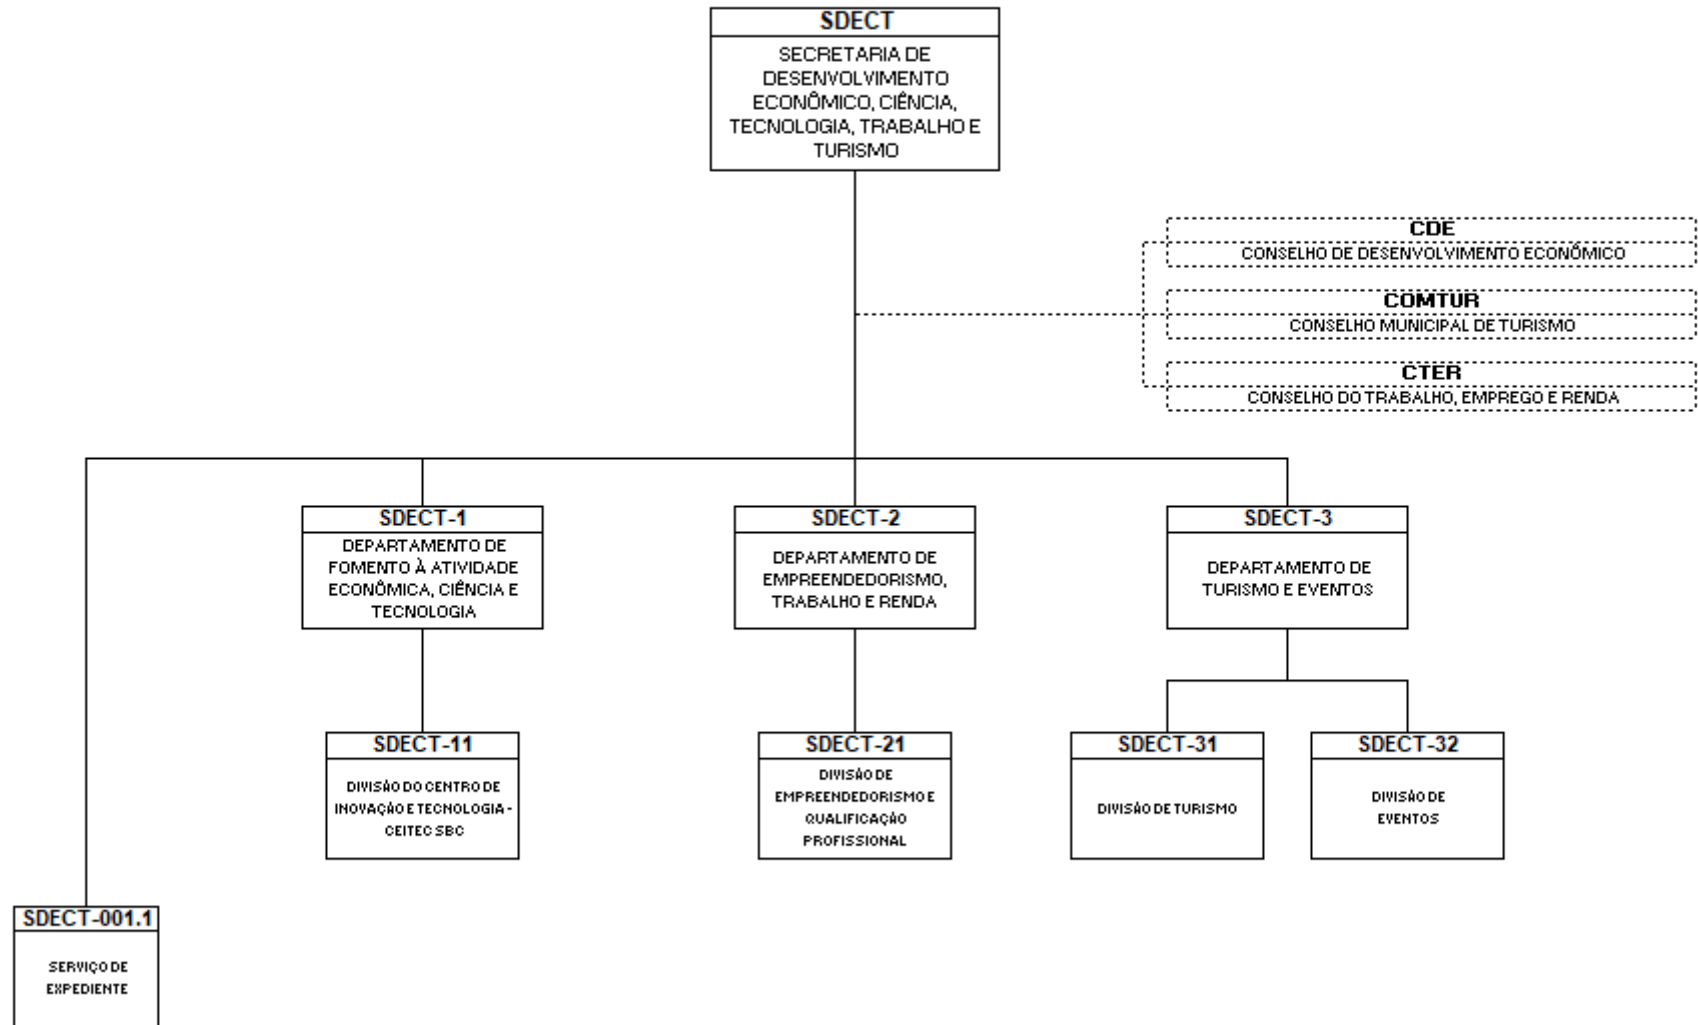 SDECT
SECRETARIA DE
DESENVOLVIMENTO
ECONÔMICO, CIÊNCIA,
TECNOLOGIA, TRABALHO E
TURISMO
CDE
CONSELHO DE DESENVOLVIMENTO ECONÔMICO
COMTUR
CONSELHO MUNICIPAL DE TURISMO
CTER
CONSELHO DO TRABALHO, EMPREGO E RENDA
SDECT-1
DEPARTAMENTO DE
FOMENTO À ATIVIDADE
ECONÔMICA, CIÊNCIA E
TECNOLOGIA
SDECT-2
DEPARTAMENTO DE
EMPREENDEDORISMO,
TRABALHO E RENDA
SDECT-3
DEPARTAMENTO DE
TURISMO E EVENTOS
SDECT-11
DIVISÃO DO CENTRO DE
INOVAÇÃO E TECNOLOGIA -
CEITEC SBC
SDECT-21
DIVISÃO DE
EMPREENDEDORISMO E
QUALIFICAÇÃO
PROFISSIONAL
SDECT-31
DIVISÃO DE TURISMO
SDECT-32
DIVISÃO DE
EVENTOS
SDECT-001.1
SERVIÇO DE
EXPEDIENTE